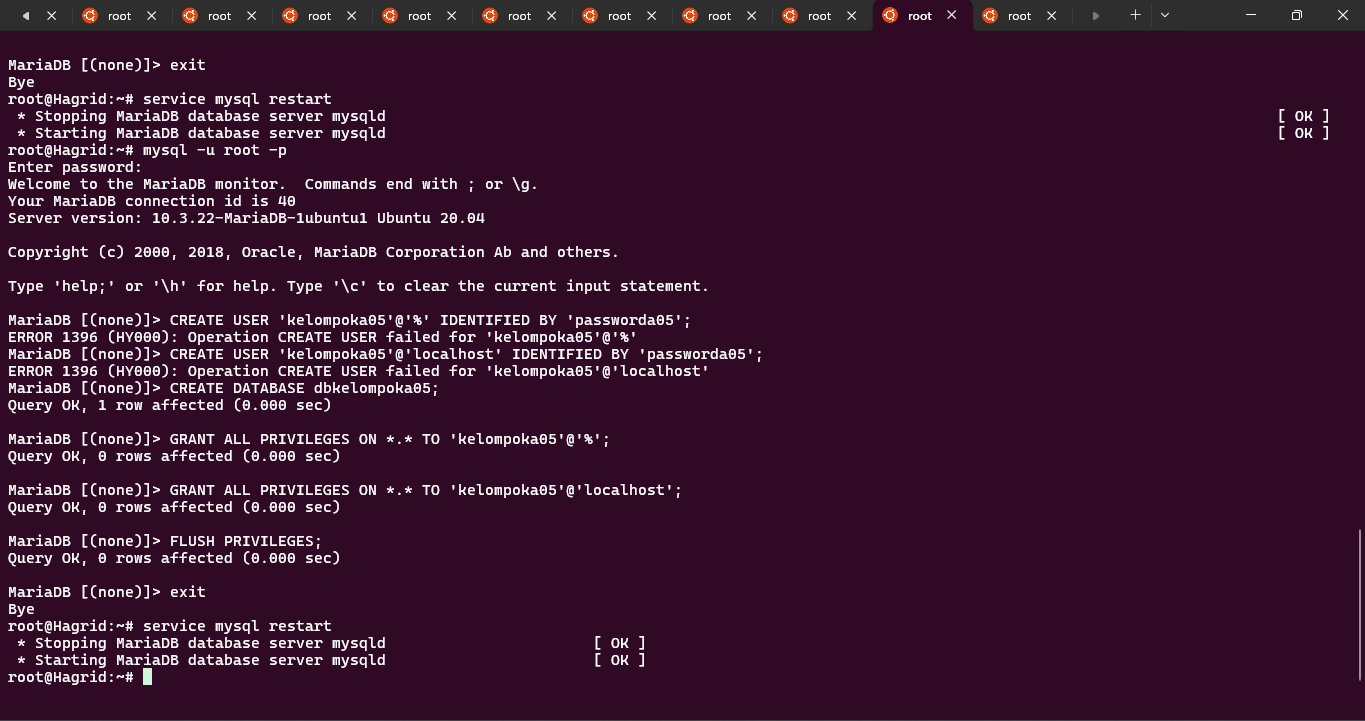 root root root root root root root root root root
MariaDB [(none)]> exit
Bye
root@Hagrid:~# service mysql restart
 * Stopping MariaDB database server mysqld [ OK ]
 * Starting MariaDB database server mysqld [ OK ]
root@Hagrid:~# mysql -u root -p
Enter password:
Welcome to the MariaDB monitor.  Commands end with ; or \g.
Your MariaDB connection id is 40
Server version: 10.3.22-MariaDB-1ubuntu1 Ubuntu 20.04
Copyright (c) 2000, 2018, Oracle, MariaDB Corporation Ab and others.
Type 'help;' or '\h' for help. Type '\c' to clear the current input statement.
MariaDB [(none)]> CREATE USER 'kelompoka05'@'%' IDENTIFIED BY 'passworda05';
ERROR 1396 (HY000): Operation CREATE USER failed for 'kelompoka05'@'%'
MariaDB [(none)]> CREATE USER 'kelompoka05'@'localhost' IDENTIFIED BY 'passworda05';
ERROR 1396 (HY000): Operation CREATE USER failed for 'kelompoka05'@'localhost'
MariaDB [(none)]> CREATE DATABASE dbkelompoka05;
Query OK, 1 row affected (0.000 sec)
MariaDB [(none)]> GRANT ALL PRIVILEGES ON *.* TO 'kelompoka05'@'%';
Query OK, 0 rows affected (0.000 sec)
MariaDB [(none)]> GRANT ALL PRIVILEGES ON *.* TO 'kelompoka05'@'localhost';
Query OK, 0 rows affected (0.000 sec)
MariaDB [(none)]> FLUSH PRIVILEGES;
Query OK, 0 rows affected (0.000 sec)
MariaDB [(none)]> exit
Bye
root@Hagrid:~# service mysql restart
 * Stopping MariaDB database server mysqld [ OK ]
 * Starting MariaDB database server mysqld [ OK ]
root@Hagrid:~#